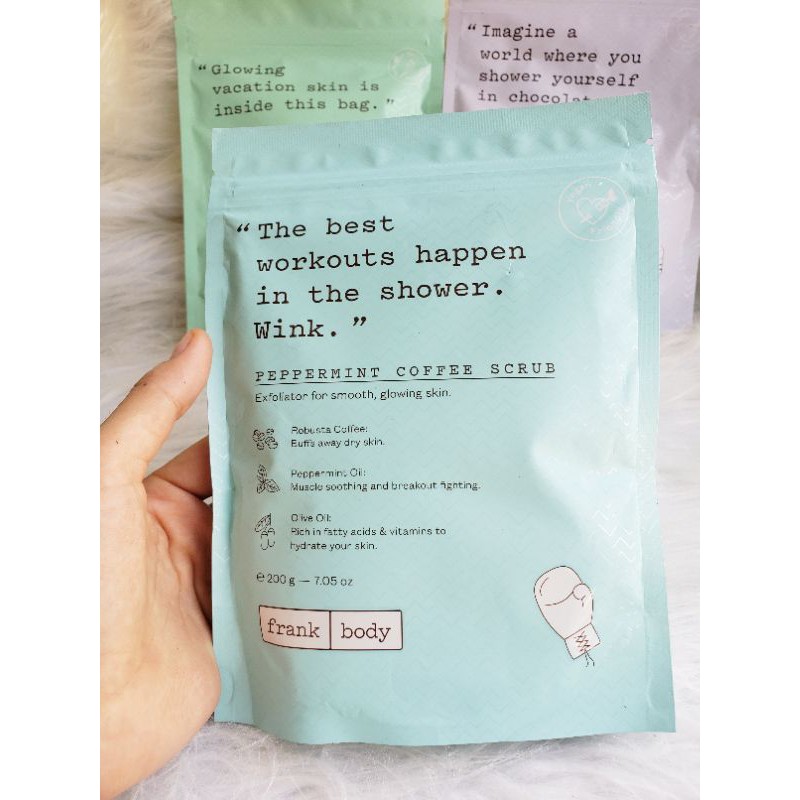 “Glowing
vacation skin is
inside this bag.”
“Imagine a
world where you
shower yourself
in
“The best
workouts happen
in the shower.
Wink.”
PEPPERMINT COFFEE SCRUB
Exfoliator for smooth, glowing skin.
Robusta Coffee:
Buffs away dry skin.
Peppermint Oil:
Muscle soothing and breakout fighting.
Olive Oil:
Rich in fatty acids & vitamins to
hydrate your skin.
℮ 200 g — 7.05 oz
frank body